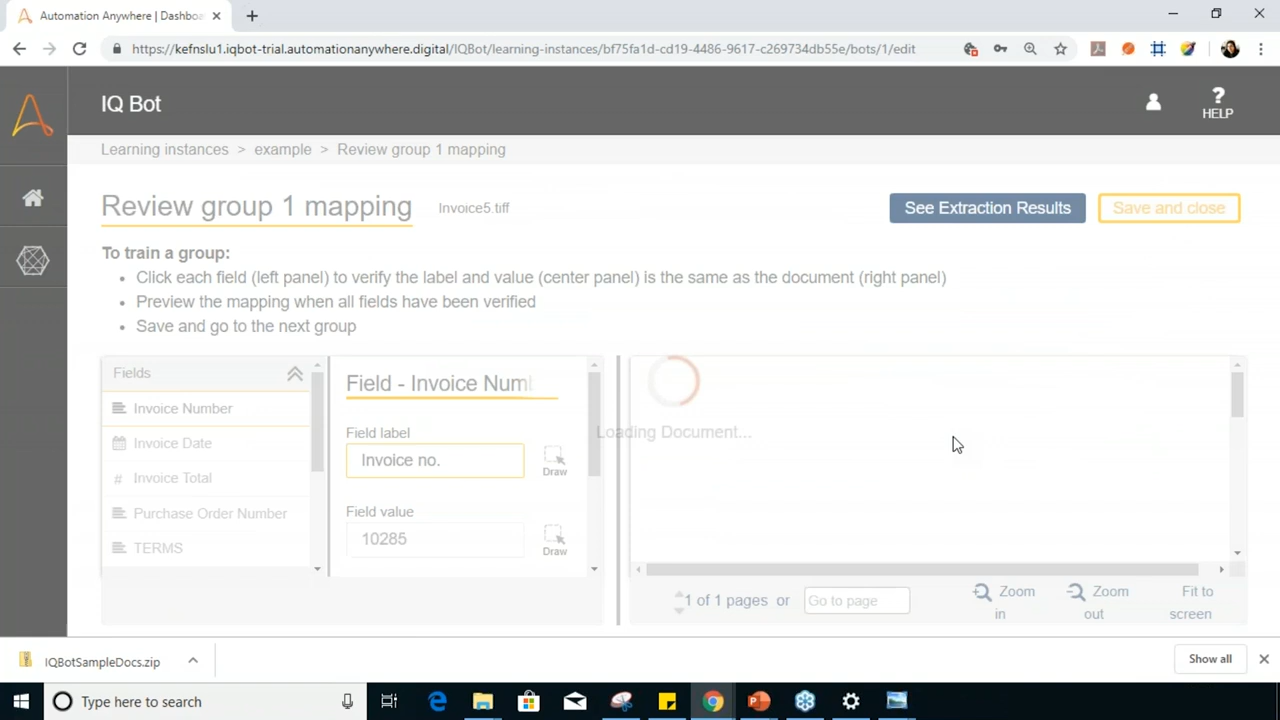 Automation Anywhere | Dashboa
https://kefnslu1.iqbot-trial.automationanywhere.digital/IQBot/learning-instances/bf75fa1d-cd19-4486-9617-c269734db55e/bots/1/edit
IQ Bot
HELP
Learning instances > example > Review group 1 mapping
Review group 1 mapping
Invoice5.tiff
See Extraction Results
Save and close
To train a group:
• Click each field (left panel) to verify the label and value (center panel) is the same as the document (right panel)
• Preview the mapping when all fields have been verified
• Save and go to the next group
Fields
Invoice Number
Invoice Date
# Invoice Total
Purchase Order Number
TERMS
Field - Invoice Numb
Field label
Invoice no.
Draw
Field value
10285
Draw
Loading Document...
1 of 1 pages or
Go to page
Zoom in
Zoom out
Fit to screen
IQBotSampleDocs.zip
Show all
Type here to search